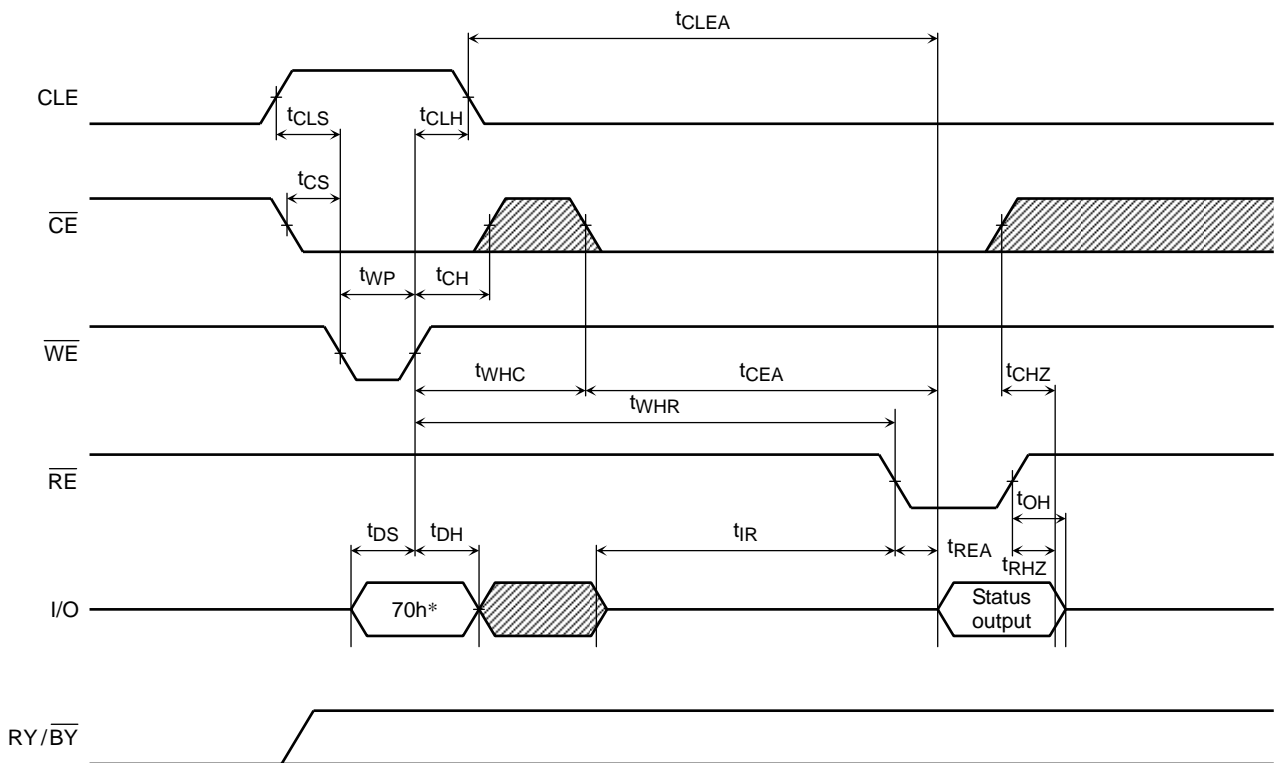 tCLEA
CLE
tCLS
tCLH
tCS
CE
tWP
tCH
WE
tWHC
tCEA
tCHZ
tWHR
RE
tOH
tDS
tDH
tIR
tREA
tRHZ
I/O
70h*
Status
output
RY/BY